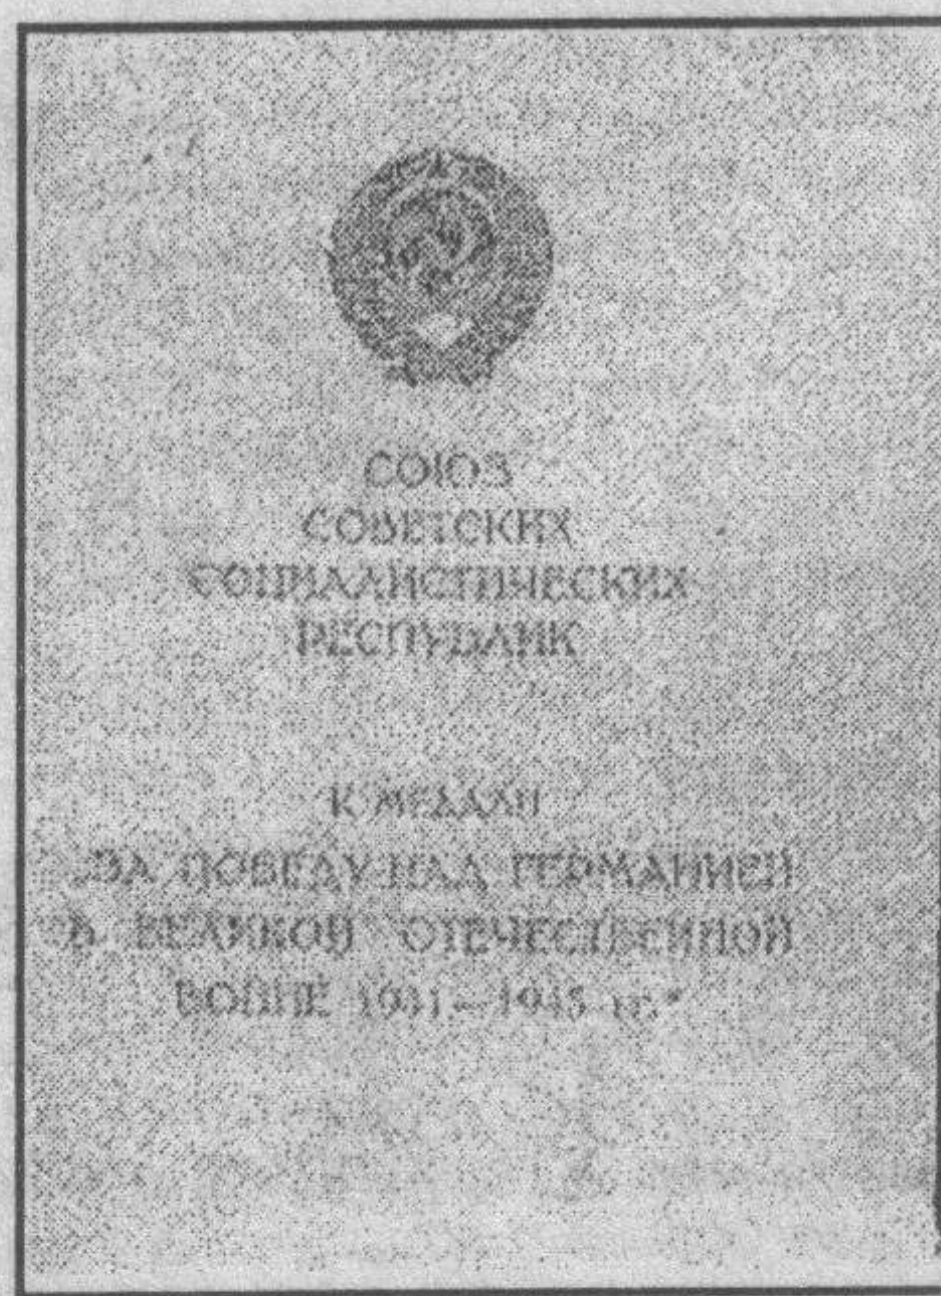 СОЮЗ
СОВЕТСКИХ
СОЦИАЛИСТИЧЕСКИХ
РЕСПУБЛИК
К МЕДАЛИ
„ЗА ПОБЕДУ НАД ГЕРМАНИЕЙ
В ВЕЛИКОЙ ОТЕЧЕСТВЕННОЙ
ВОЙНЕ 1941–1945 гг.“